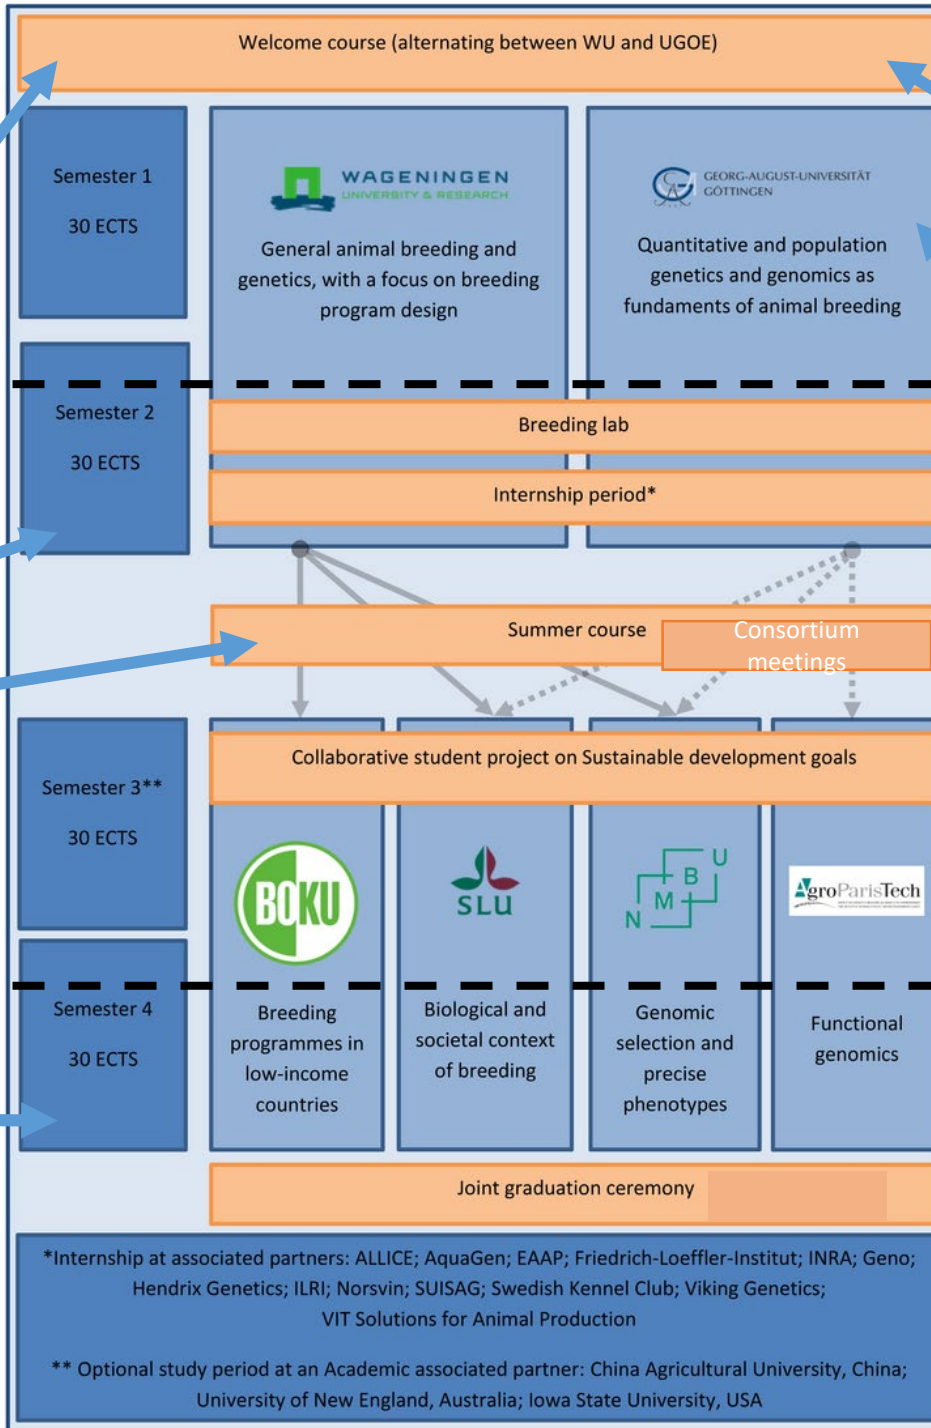 Welcome course (alternating between WU and UGOE)
Semester 1
30 ECTS
WAGENINGEN
UNIVERSITY & RESEARCH
General animal breeding and
genetics, with a focus on breeding
program design
GEORG-AUGUST-UNIVERSITÄT
GÖTTINGEN
Quantitative and population
genetics and genomics as
fundaments of animal breeding
Semester 2
30 ECTS
Breeding lab
Internship period*
Summer course
Consortium
meetings
Collaborative student project on Sustainable development goals
Semester 3**
30 ECTS
BOKU
SLU
N M B U
AgroParisTech
Semester 4
30 ECTS
Breeding
programmes in
low-income
countries
Biological and
societal context
of breeding
Genomic
selection and
precise
phenotypes
Functional
genomics
Joint graduation ceremony
*Internship at associated partners: ALLICE; AquaGen; EAAP; Friedrich-Loeffler-Institut; INRA; Geno;
Hendrix Genetics; ILRI; Norsvin; SUISAG; Swedish Kennel Club; Viking Genetics;
VIT Solutions for Animal Production
** Optional study period at an Academic associated partner: China Agricultural University, China;
University of New England, Australia; Iowa State University, USA